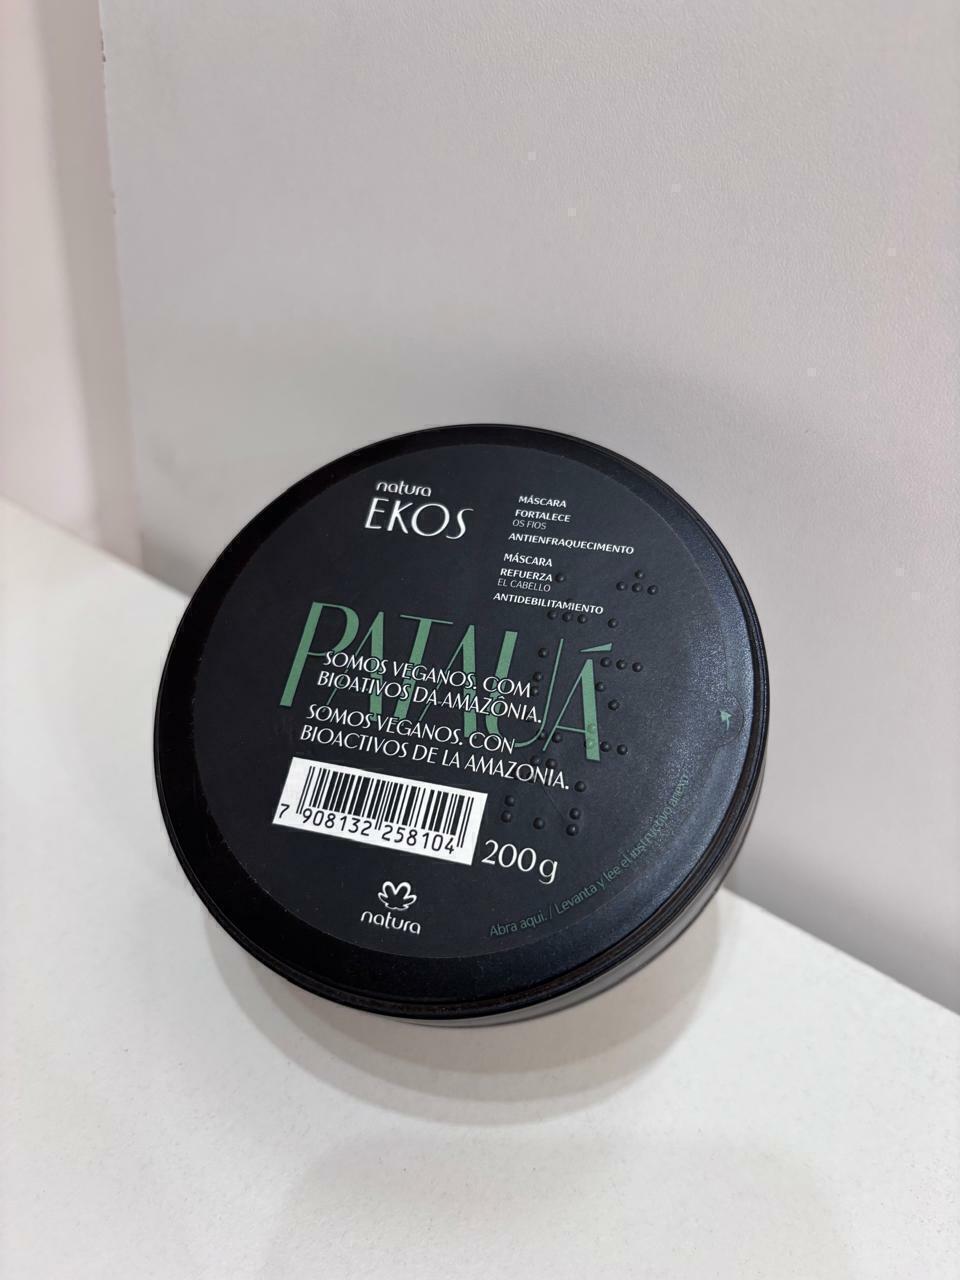 natura
EKOS
MÁSCARA
FORTALECE
OS FIOS
ANTIENFRAQUECIMENTO
MÁSCARA
REFUERZA
EL CABELLO
ANTIDEBILITAMIENTO
PATAUÁ
SOMOS VEGANOS. COM
BIOATIVOS DA AMAZÔNIA.
SOMOS VEGANOS. CON
BIOACTIVOS DE LA AMAZONIA.
7 908132 258104
200g
natura
Abra aqui. / Levanta y lee el instructivo anexo.